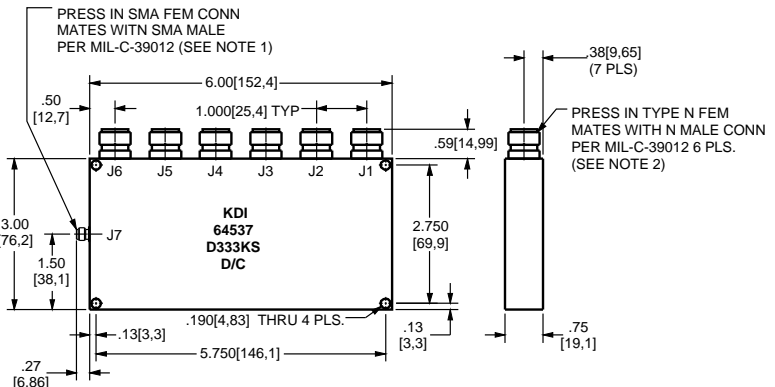 PRESS IN SMA FEM CONN
MATES WITN SMA MALE
PER MIL-C-39012 (SEE NOTE 1)
6.00[152,4]
.50
[12,7]
1.000[25,4] TYP
.59[14,99]
.38[9,65]
(7 PLS)
PRESS IN TYPE N FEM
MATES WITH N MALE CONN
PER MIL-C-39012 6 PLS.
(SEE NOTE 2)
J6 J5 J4 J3 J2 J1
J7
KDI
64537
D333KS
D/C
3.00
[76,2]
1.50
[38,1]
2.750
[69,9]
.190[4,83] THRU 4 PLS.
.13[3,3]
.13
[3,3]
5.750[146,1]
.27
[6,86]
.75
[19,1]